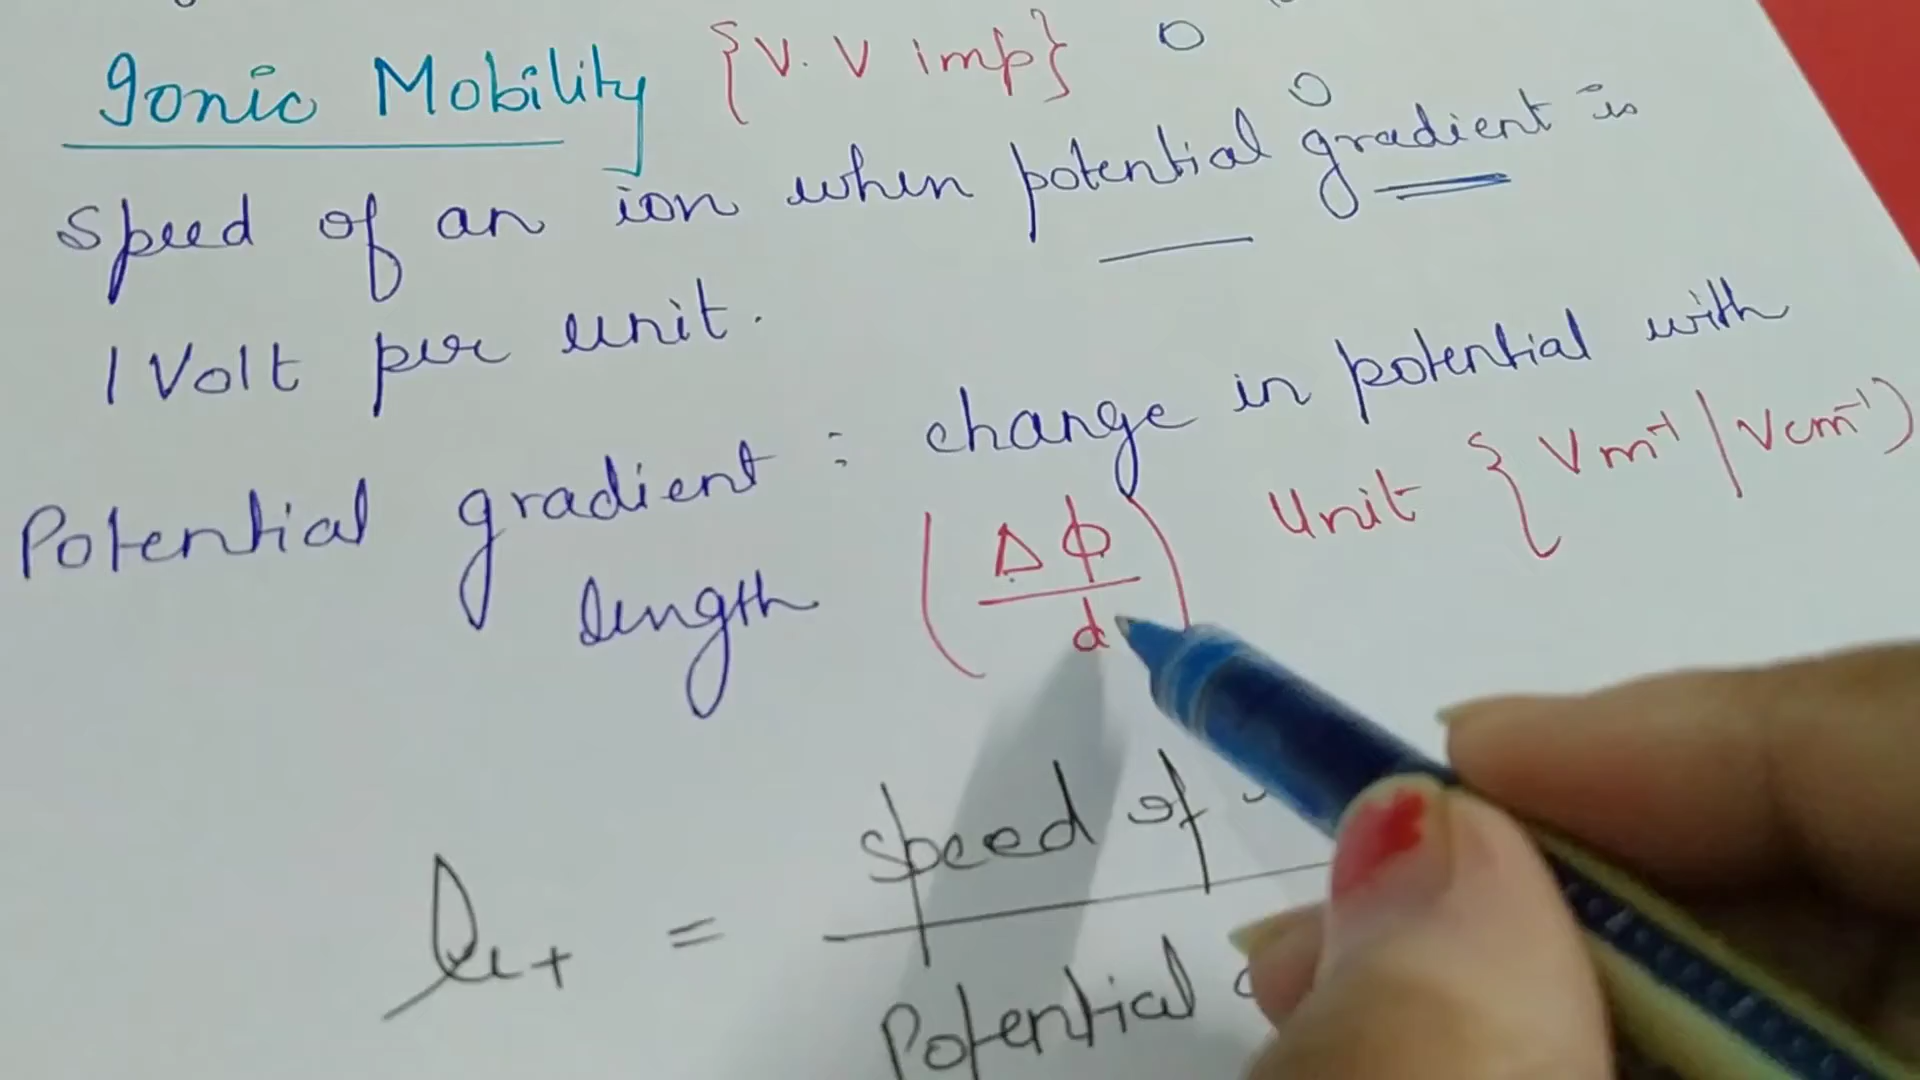 Ionic Mobility {V. V imp}
Speed of an ion when potential gradient is
1 Volt per unit.
Potential gradient : change in potential with
length (Δϕ/d) Unit {Vm⁻¹ / Vcm⁻¹)
= Speed of
Potential